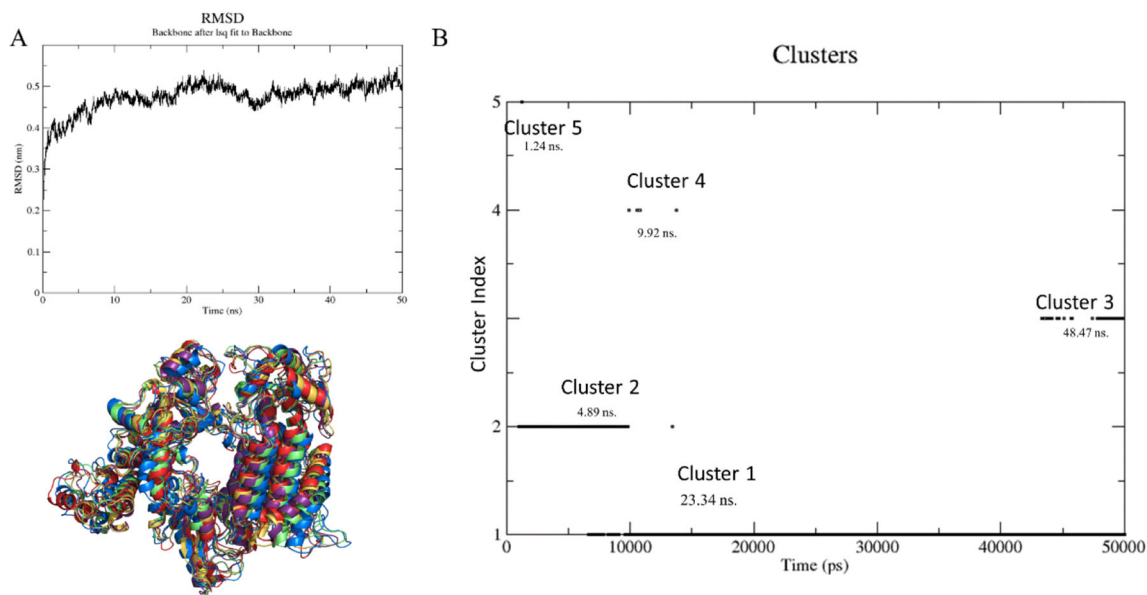 A
RMSD
Backbone after lsq fit to Backbone
0.5
0.4
0.3
0.2
0.1
0
RMSD (nm)
0 10 20 30 40 50
Time (ns)
B
Clusters
5
4
2
1
Cluster Index
Cluster 5
1.24 ns.
Cluster 4
9.92 ns.
Cluster 3
48.47 ns.
Cluster 2
4.89 ns.
Cluster 1
23.34 ns.
0 10000 20000 30000 40000 50000
Time (ps)